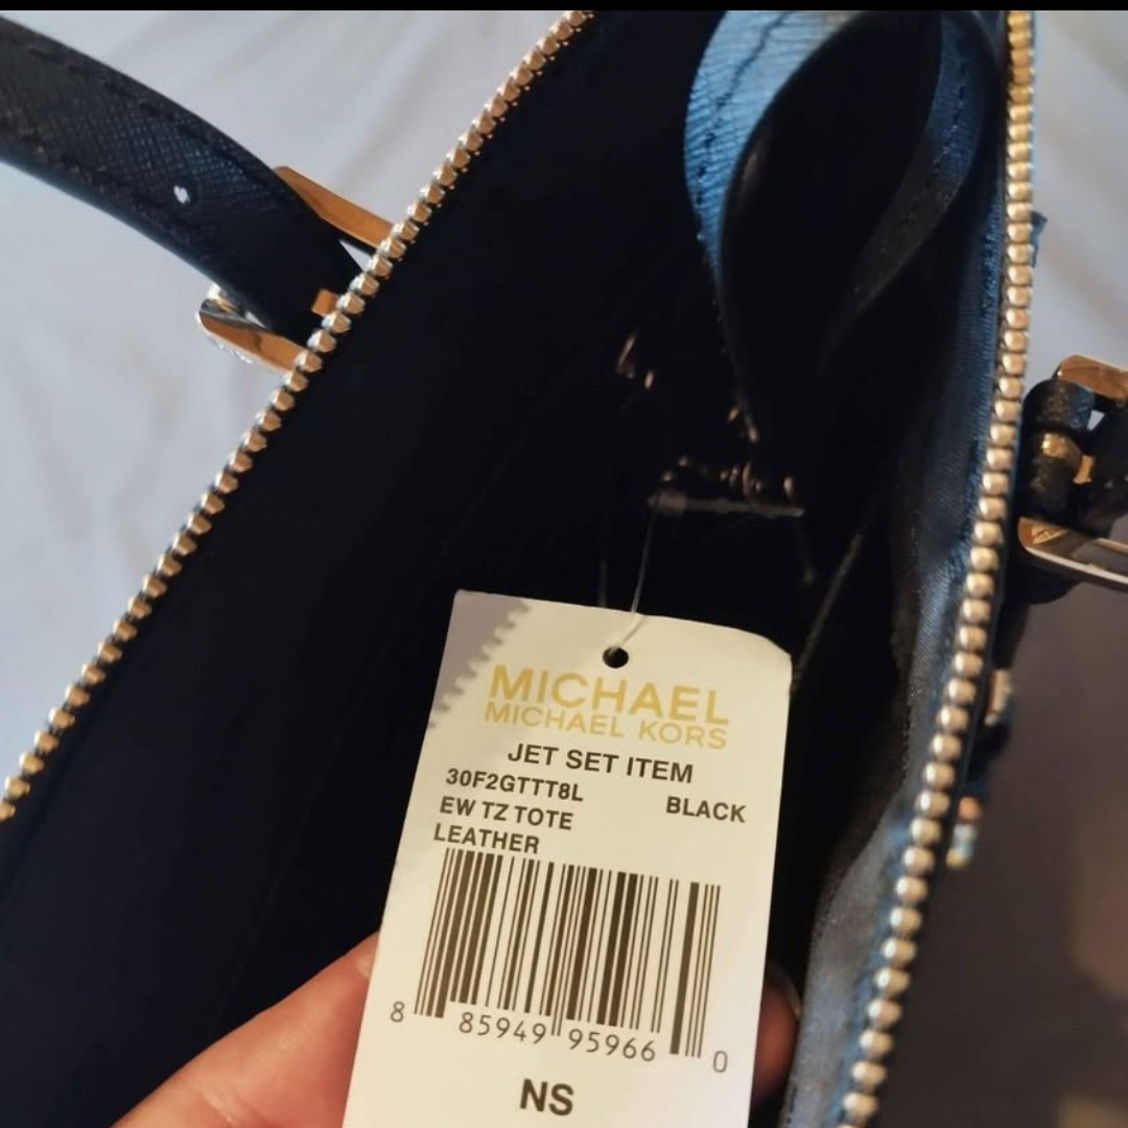 MICHAEL
MICHAEL KORS
JET SET ITEM
30F2GTTT8L
BLACK
EW TZ TOTE
LEATHER
8 85949 95966 0
NS